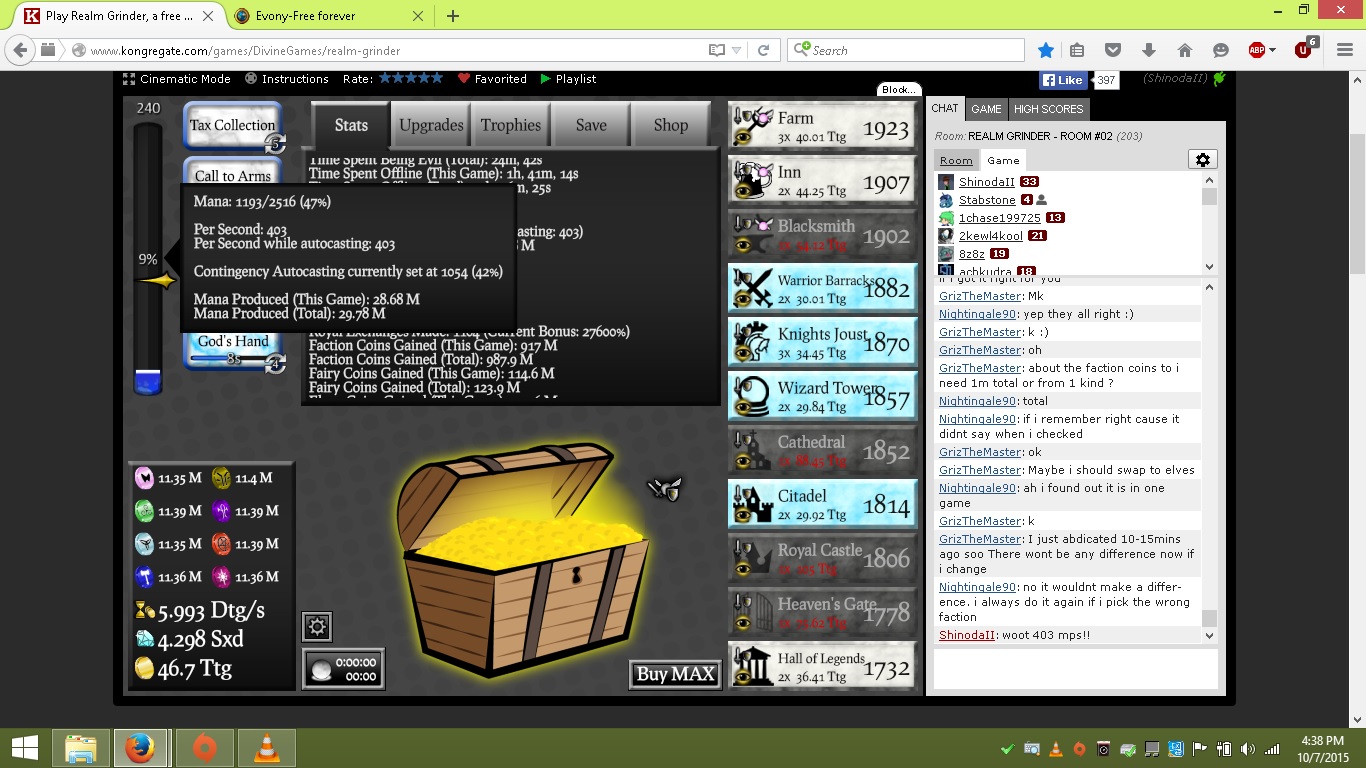 Play Realm Grinder, a free ...
Evony-Free forever
www.kongregate.com/games/DivineGames/realm-grinder
Search
ABP
6
Cinematic Mode
Instructions
Rate:
Favorited
Playlist
Block...
Like
397
(ShinodaII)
240
9%
Tax Collection
5
Call to Arms
God's Hand
8s
4
Stats
Upgrades
Trophies
Save
Shop
Time Spent Being Evil (Total): 24m, 42s
Time Spent Offline (This Game): 1h, 41m, 14s
25s
Mana: 1193/2516 (47%)
Per Second: 403
Per Second while autocasting: 403
asting: 403)
M
Contingency Autocasting currently set at 1054 (42%)
Mana Produced (This Game): 28.68 M
Mana Produced (Total): 29.78 M
Royal Exchanges Made: 1104 (Current Bonus: 27600%)
Faction Coins Gained (This Game): 917 M
Faction Coins Gained (Total): 987.9 M
Fairy Coins Gained (This Game): 114.6 M
Fairy Coins Gained (Total): 123.9 M
11.35 M
11.4 M
11.39 M
11.39 M
11.35 M
11.39 M
11.36 M
11.36 M
5.993 Dtg/s
4.298 Sxd
46.7 Ttg
0:00:00
00:00
Buy MAX
Farm
3x 40.01 Ttg
1923
Inn
2x 44.25 Ttg
1907
Blacksmith
1902
Warrior Barracks
2x 30.01 Ttg
1882
Knights Joust
3x 34.45 Ttg
1870
Wizard Tower
2x 29.84 Ttg
1857
Cathedral
1852
Citadel
2x 29.92 Ttg
1814
Royal Castle
1806
Heaven's Gate
1778
Hall of Legends
2x 36.41 Ttg
1732
CHAT
GAME
HIGH SCORES
Room: REALM GRINDER - ROOM #02 (203)
Room
Game
ShinodaII 33
Stabstone 4
1chase199725 13
2kewl4kool 21
8z8z 19
achkudra 18
if i got it right for you
GrizTheMaster: Mk
Nightingale90: yep they all right :)
GrizTheMaster: k :)
GrizTheMaster: oh
GrizTheMaster: about the faction coins to i
need 1m total or from 1 kind ?
Nightingale90: total
Nightingale90: if i remember right cause it
didnt say when i checked
GrizTheMaster: ok
GrizTheMaster: Maybe i should swap to elves
Nightingale90: ah i found out it is in one
game
GrizTheMaster: k
GrizTheMaster: I just abdicated 10-15mins
ago soo There wont be any difference now if
i change
Nightingale90: no it wouldnt make a differ-
ence. i always do it again if i pick the wrong
faction
ShinodaII: woot 403 mps!!
4:38 PM
10/7/2015